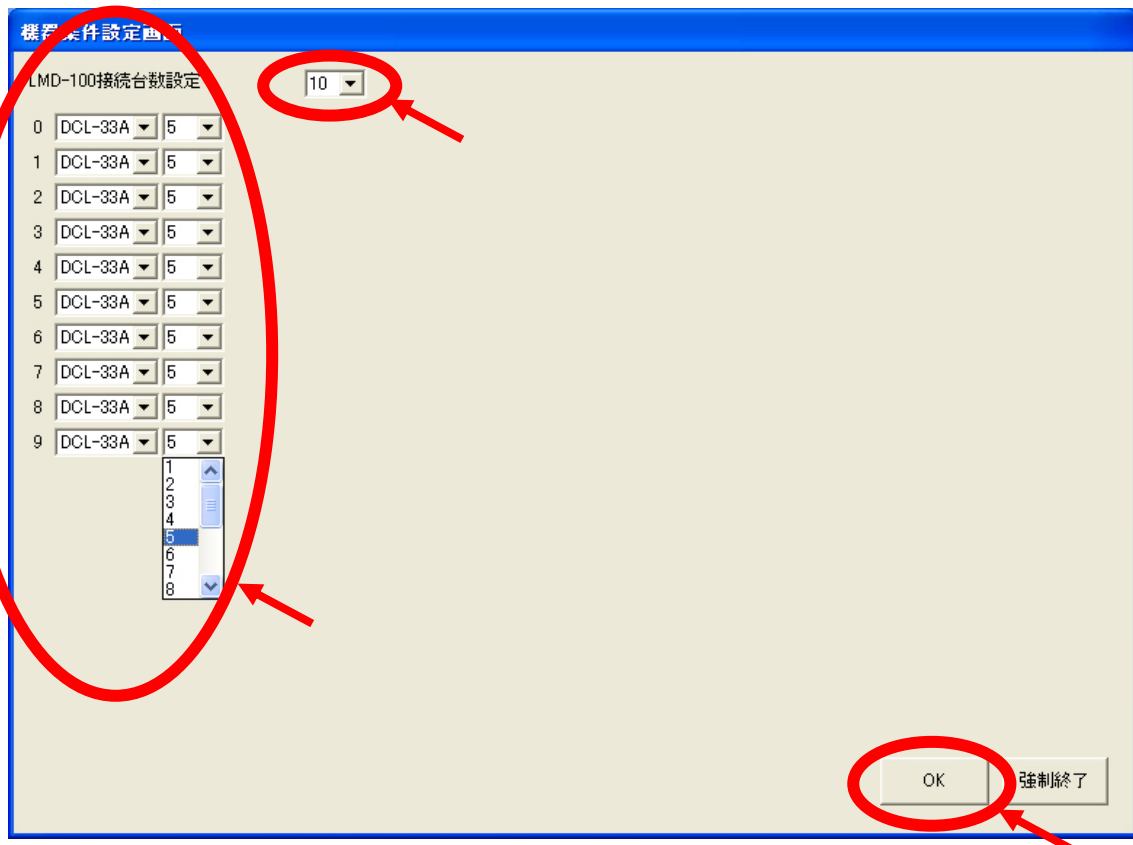 機器条件設定画面
LMD-100接続台数設定 10
0 DCL-33A 5
1 DCL-33A 5
2 DCL-33A 5
3 DCL-33A 5
4 DCL-33A 5
5 DCL-33A 5
6 DCL-33A 5
7 DCL-33A 5
8 DCL-33A 5
9 DCL-33A 5
1
2
3
4
5
6
7
8
OK 強制終了